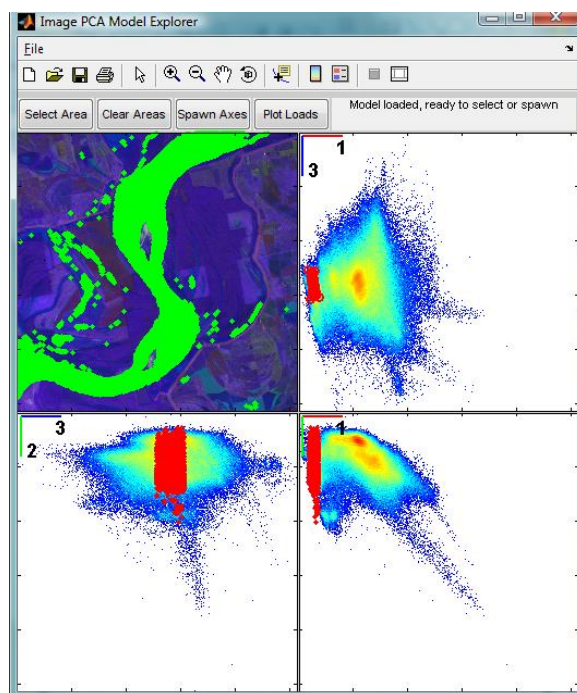 Image PCA Model Explorer
File
Select Area Clear Areas Spawn Axes Plot Loads Model loaded, ready to select or spawn
1
3
3
2
1